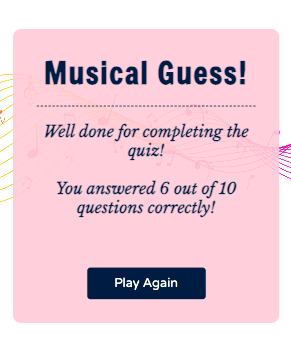 Musical Guess!
Well done for completing the
quiz!
You answered 6 out of 10
questions correctly!
Play Again